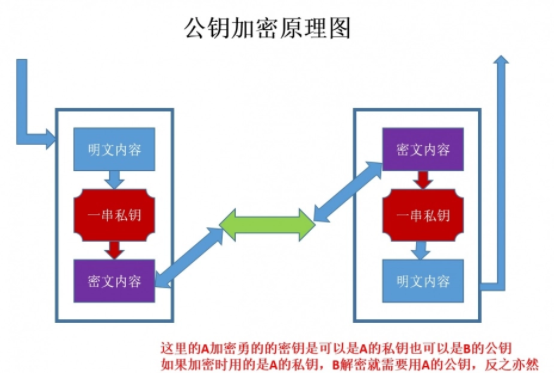 公钥加密原理图
明文内容
一串私钥
密文内容
密文内容
一串私钥
明文内容
这里的A加密勇的的密钥是可以是A的私钥也可以是B的公钥
如果加密时用的是A的私钥，B解密就需要用A的公钥，反之亦然